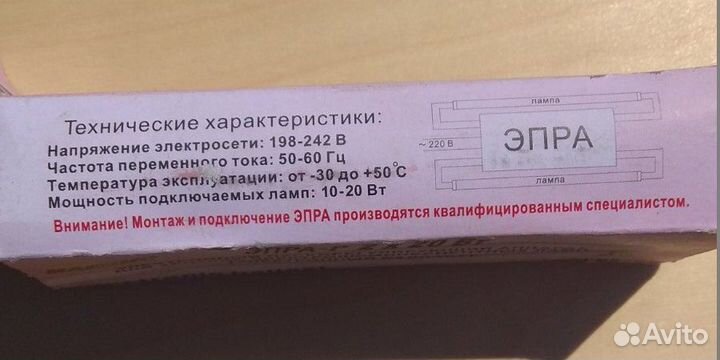 Технические характеристики:
Напряжение электросети: 198-242 В
Частота переменного тока: 50-60 Гц
Температура эксплуатации: от -30 до +50°С
Мощность подключаемых ламп: 10-20 Вт
лампа
~ 220 В
ЭПРА
лампа
Внимание! Монтаж и подключение ЭПРА производятся квалифицированным специалистом.
Avito